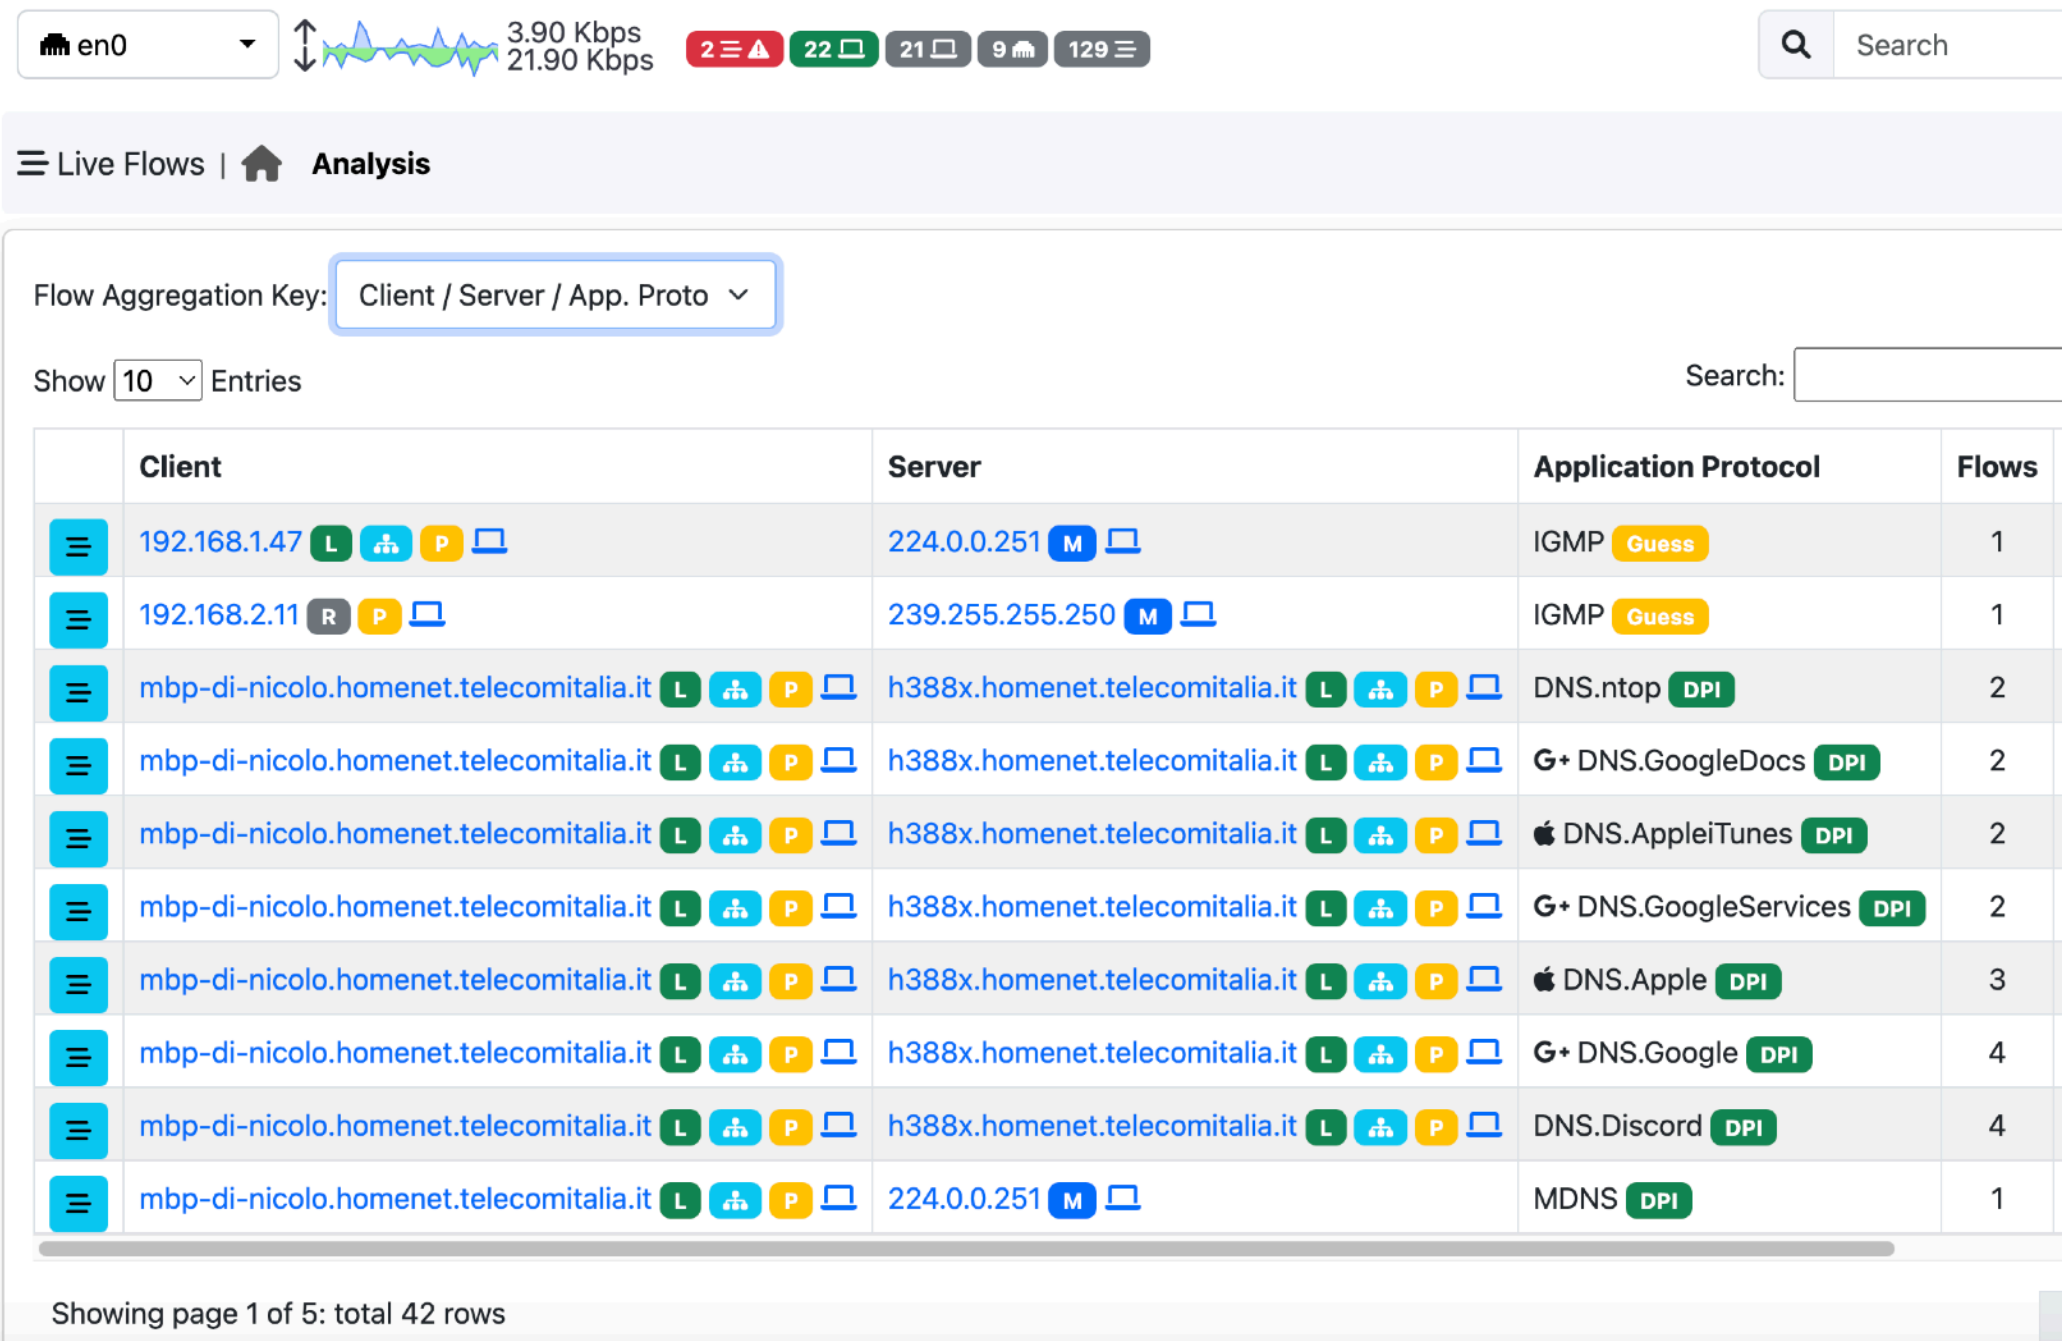 en0
3.90 Kbps
21.90 Kbps
2
22
21
9
129
Search
Live Flows | Analysis
Flow Aggregation Key: Client / Server / App. Proto
Show 10 Entries
Search:
Client Server Application Protocol Flows
192.168.1.47 L P 224.0.0.251 M IGMP Guess 1
192.168.2.11 R P 239.255.255.250 M IGMP Guess 1
mbp-di-nicolo.homenet.telecomitalia.it L P h388x.homenet.telecomitalia.it L P DNS.ntop DPI 2
mbp-di-nicolo.homenet.telecomitalia.it L P h388x.homenet.telecomitalia.it L P G+ DNS.GoogleDocs DPI 2
mbp-di-nicolo.homenet.telecomitalia.it L P h388x.homenet.telecomitalia.it L P DNS.AppleiTunes DPI 2
mbp-di-nicolo.homenet.telecomitalia.it L P h388x.homenet.telecomitalia.it L P G+ DNS.GoogleServices DPI 2
mbp-di-nicolo.homenet.telecomitalia.it L P h388x.homenet.telecomitalia.it L P DNS.Apple DPI 3
mbp-di-nicolo.homenet.telecomitalia.it L P h388x.homenet.telecomitalia.it L P G+ DNS.Google DPI 4
mbp-di-nicolo.homenet.telecomitalia.it L P h388x.homenet.telecomitalia.it L P DNS.Discord DPI 4
mbp-di-nicolo.homenet.telecomitalia.it L P 224.0.0.251 M MDNS DPI 1
Showing page 1 of 5: total 42 rows